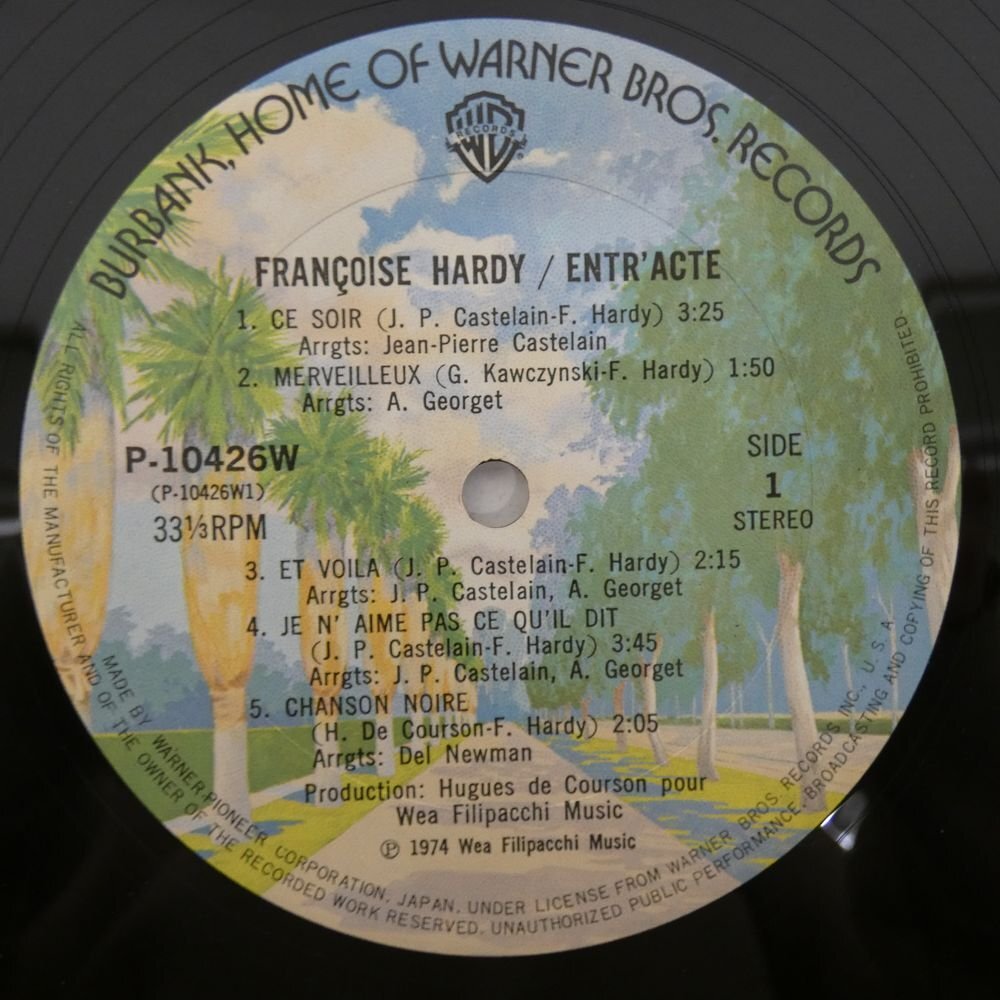 BURBANK, HOME OF WARNER BROS. RECORDS
WB
RECORDS
FRANÇOISE HARDY / ENTR'ACTE
1. CE SOIR (J. P. Castelain-F. Hardy) 3:25
Arrgts: Jean-Pierre Castelain
2. MERVEILLEUX (G. Kawczynski-F. Hardy) 1:50
Arrgts: A. Georget
P-10426W
(P-10426W1)
33⅓RPM
SIDE
1
STEREO
3. ET VOILA (J. P. Castelain-F. Hardy) 2:15
Arrgts: J. P. Castelain, A. Georget
4. JE N' AIME PAS CE QU'IL DIT
(J. P. Castelain-F. Hardy) 3:45
Arrgts: J. P. Castelain, A. Georget
5. CHANSON NOIRE
(H. De Courson-F. Hardy) 2:05
Arrgts: Del Newman
Production: Hugues de Courson pour
Wea Filipacchi Music
℗ 1974 Wea Filipacchi Music
MADE BY WARNER-PIONEER CORPORATION, JAPAN. UNDER LICENSE FROM WARNER BROS. RECORDS INC., U. S. A.
ALL RIGHTS OF THE MANUFACTURER AND OF THE OWNER OF THE RECORDED WORK RESERVED. UNAUTHORIZED PUBLIC PERFORMANCE, BROADCASTING AND COPYING OF THIS RECORD PROHIBITED.